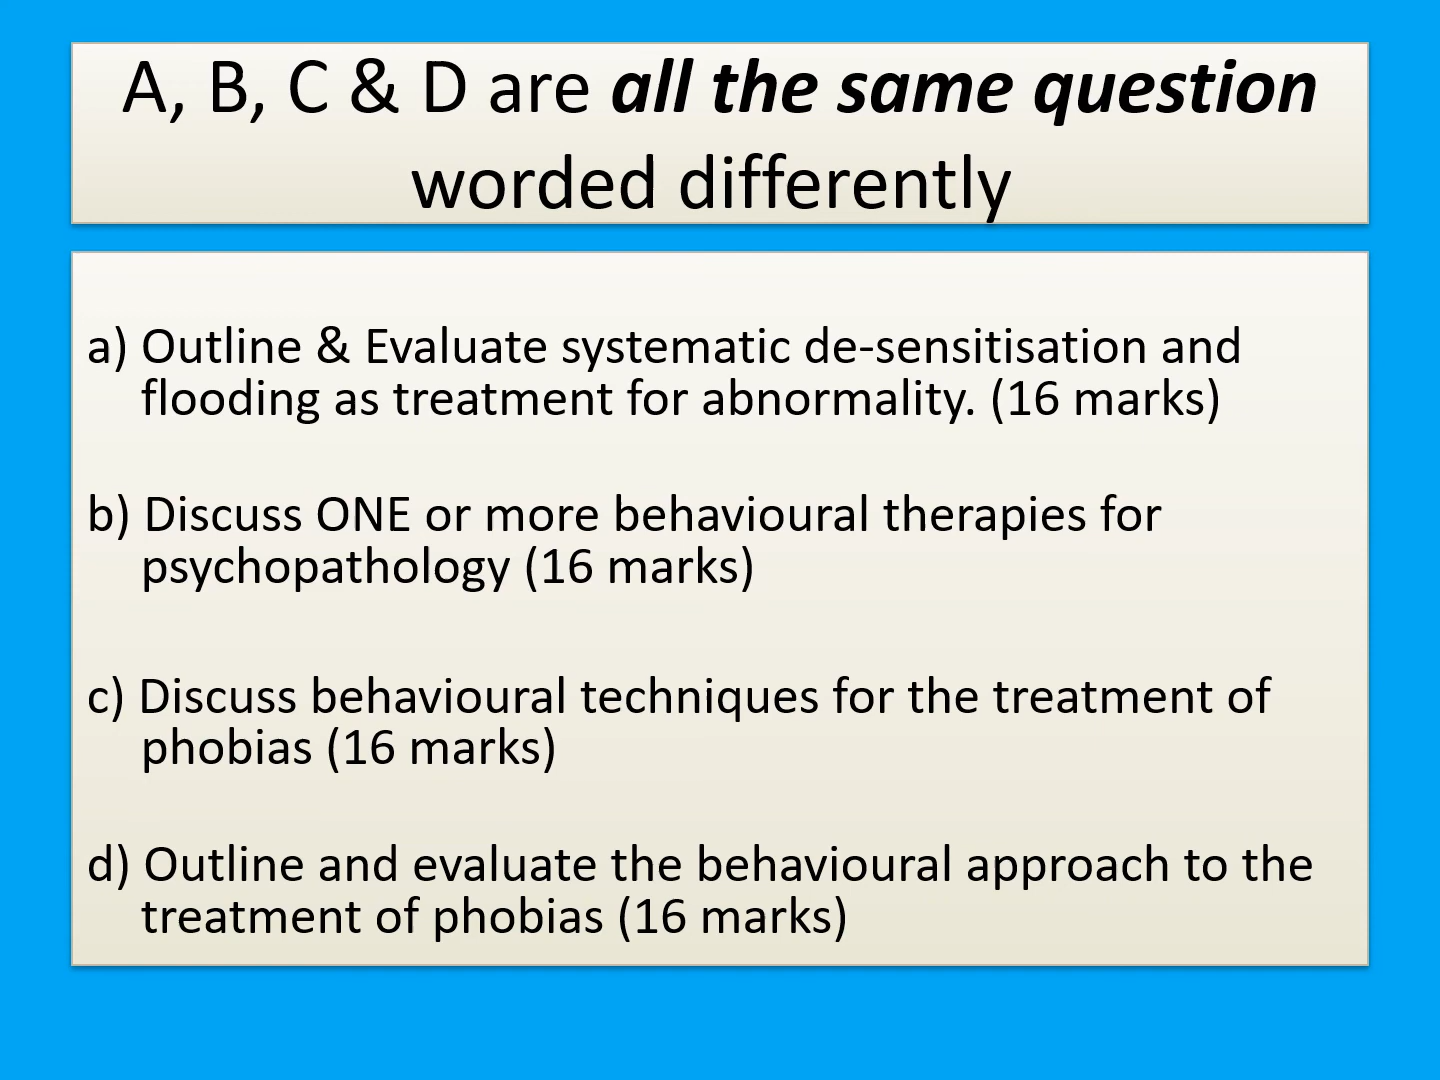 A, B, C & D are all the same question
worded differently
a) Outline & Evaluate systematic de-sensitisation and
flooding as treatment for abnormality. (16 marks)
b) Discuss ONE or more behavioural therapies for
psychopathology (16 marks)
c) Discuss behavioural techniques for the treatment of
phobias (16 marks)
d) Outline and evaluate the behavioural approach to the
treatment of phobias (16 marks)